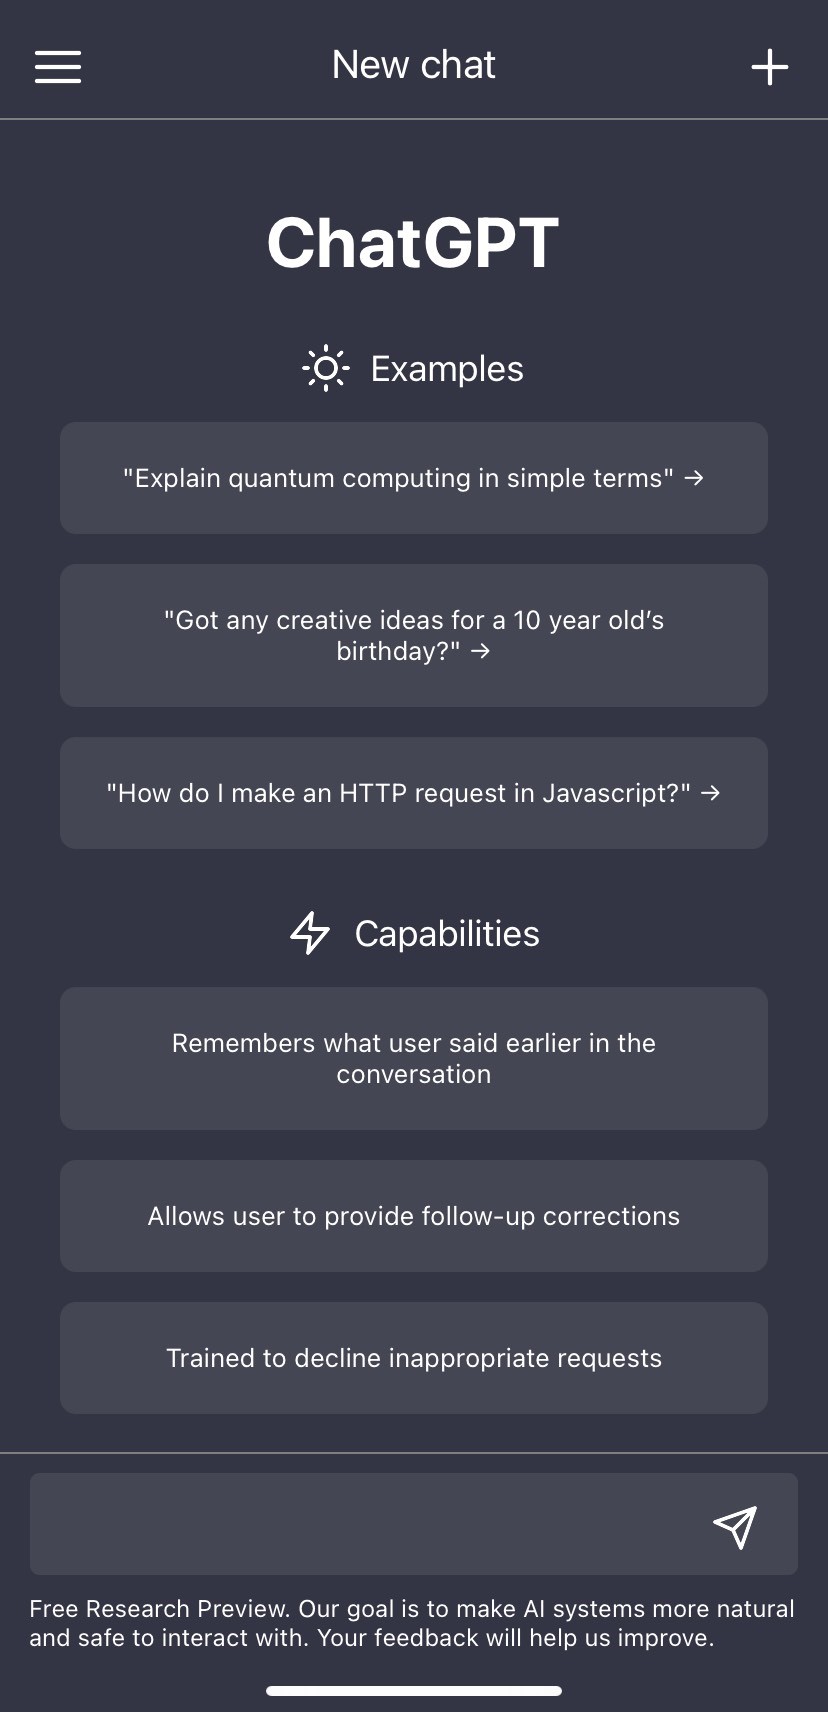 New chat
ChatGPT
Examples
"Explain quantum computing in simple terms" →
"Got any creative ideas for a 10 year old’s
birthday?" →
"How do I make an HTTP request in Javascript?" →
Capabilities
Remembers what user said earlier in the
conversation
Allows user to provide follow-up corrections
Trained to decline inappropriate requests
Free Research Preview. Our goal is to make AI systems more natural
and safe to interact with. Your feedback will help us improve.